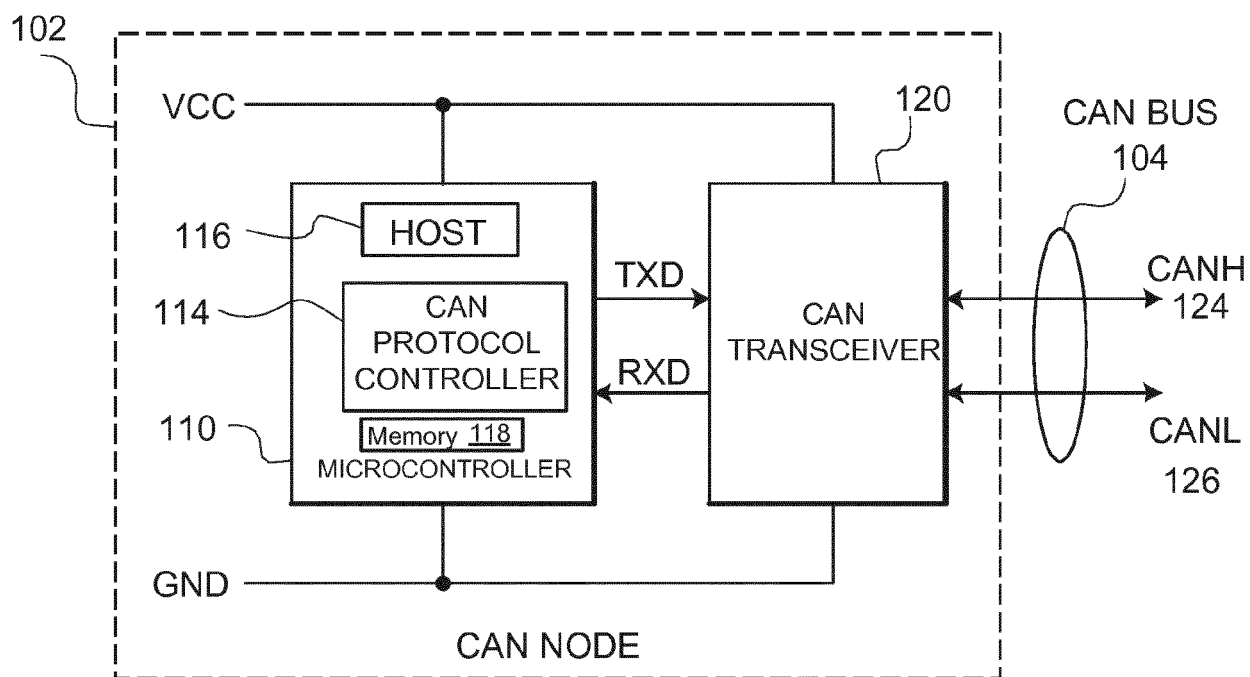 102
VCC
120
CAN BUS
104
116
HOST
TXD
CANH
124
114
CAN
PROTOCOL
CONTROLLER
CAN
TRANSCEIVER
RXD
110
Memory 118
MICROCONTROLLER
CANL
126
GND
CAN NODE